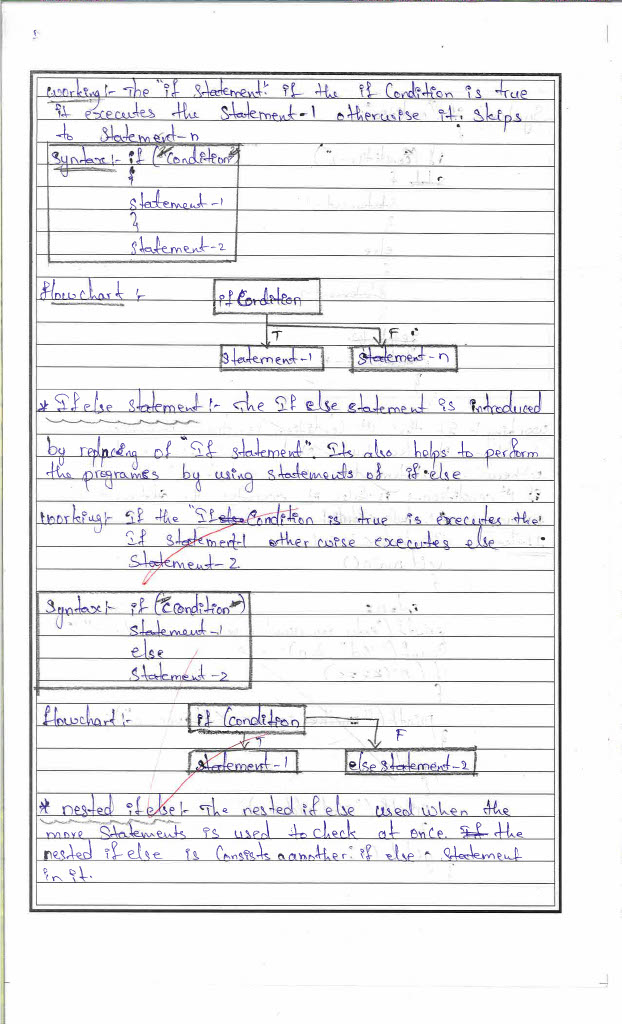 working:- The "if statement" if the if Condition is true
it executes the Statement-1 otherwise it: skips
to Statement-n
Syntax:- if ("Condition")
{
Statement-1
}
Statement-2
flowchart :-
if Condition
T F
Statement-1 Statement-n
* If else statement :- The If else statement is introduced
by replacing of "If statement". Its also helps to perform
the programes by using statements of if else
working:- If the "If else Condition is true is executes the
If statement-1 other wise executes else
Statement-2.
Syntax:- if ("Condition")
Statement-1
else
Statement-2
flowchart :- if (condition
T F
Statement-1 else statement-2
* nested if else:- The nested if else used when the
more Statements is used to check at once. If the
nested if else is Consists a another if else - Statement
in it.